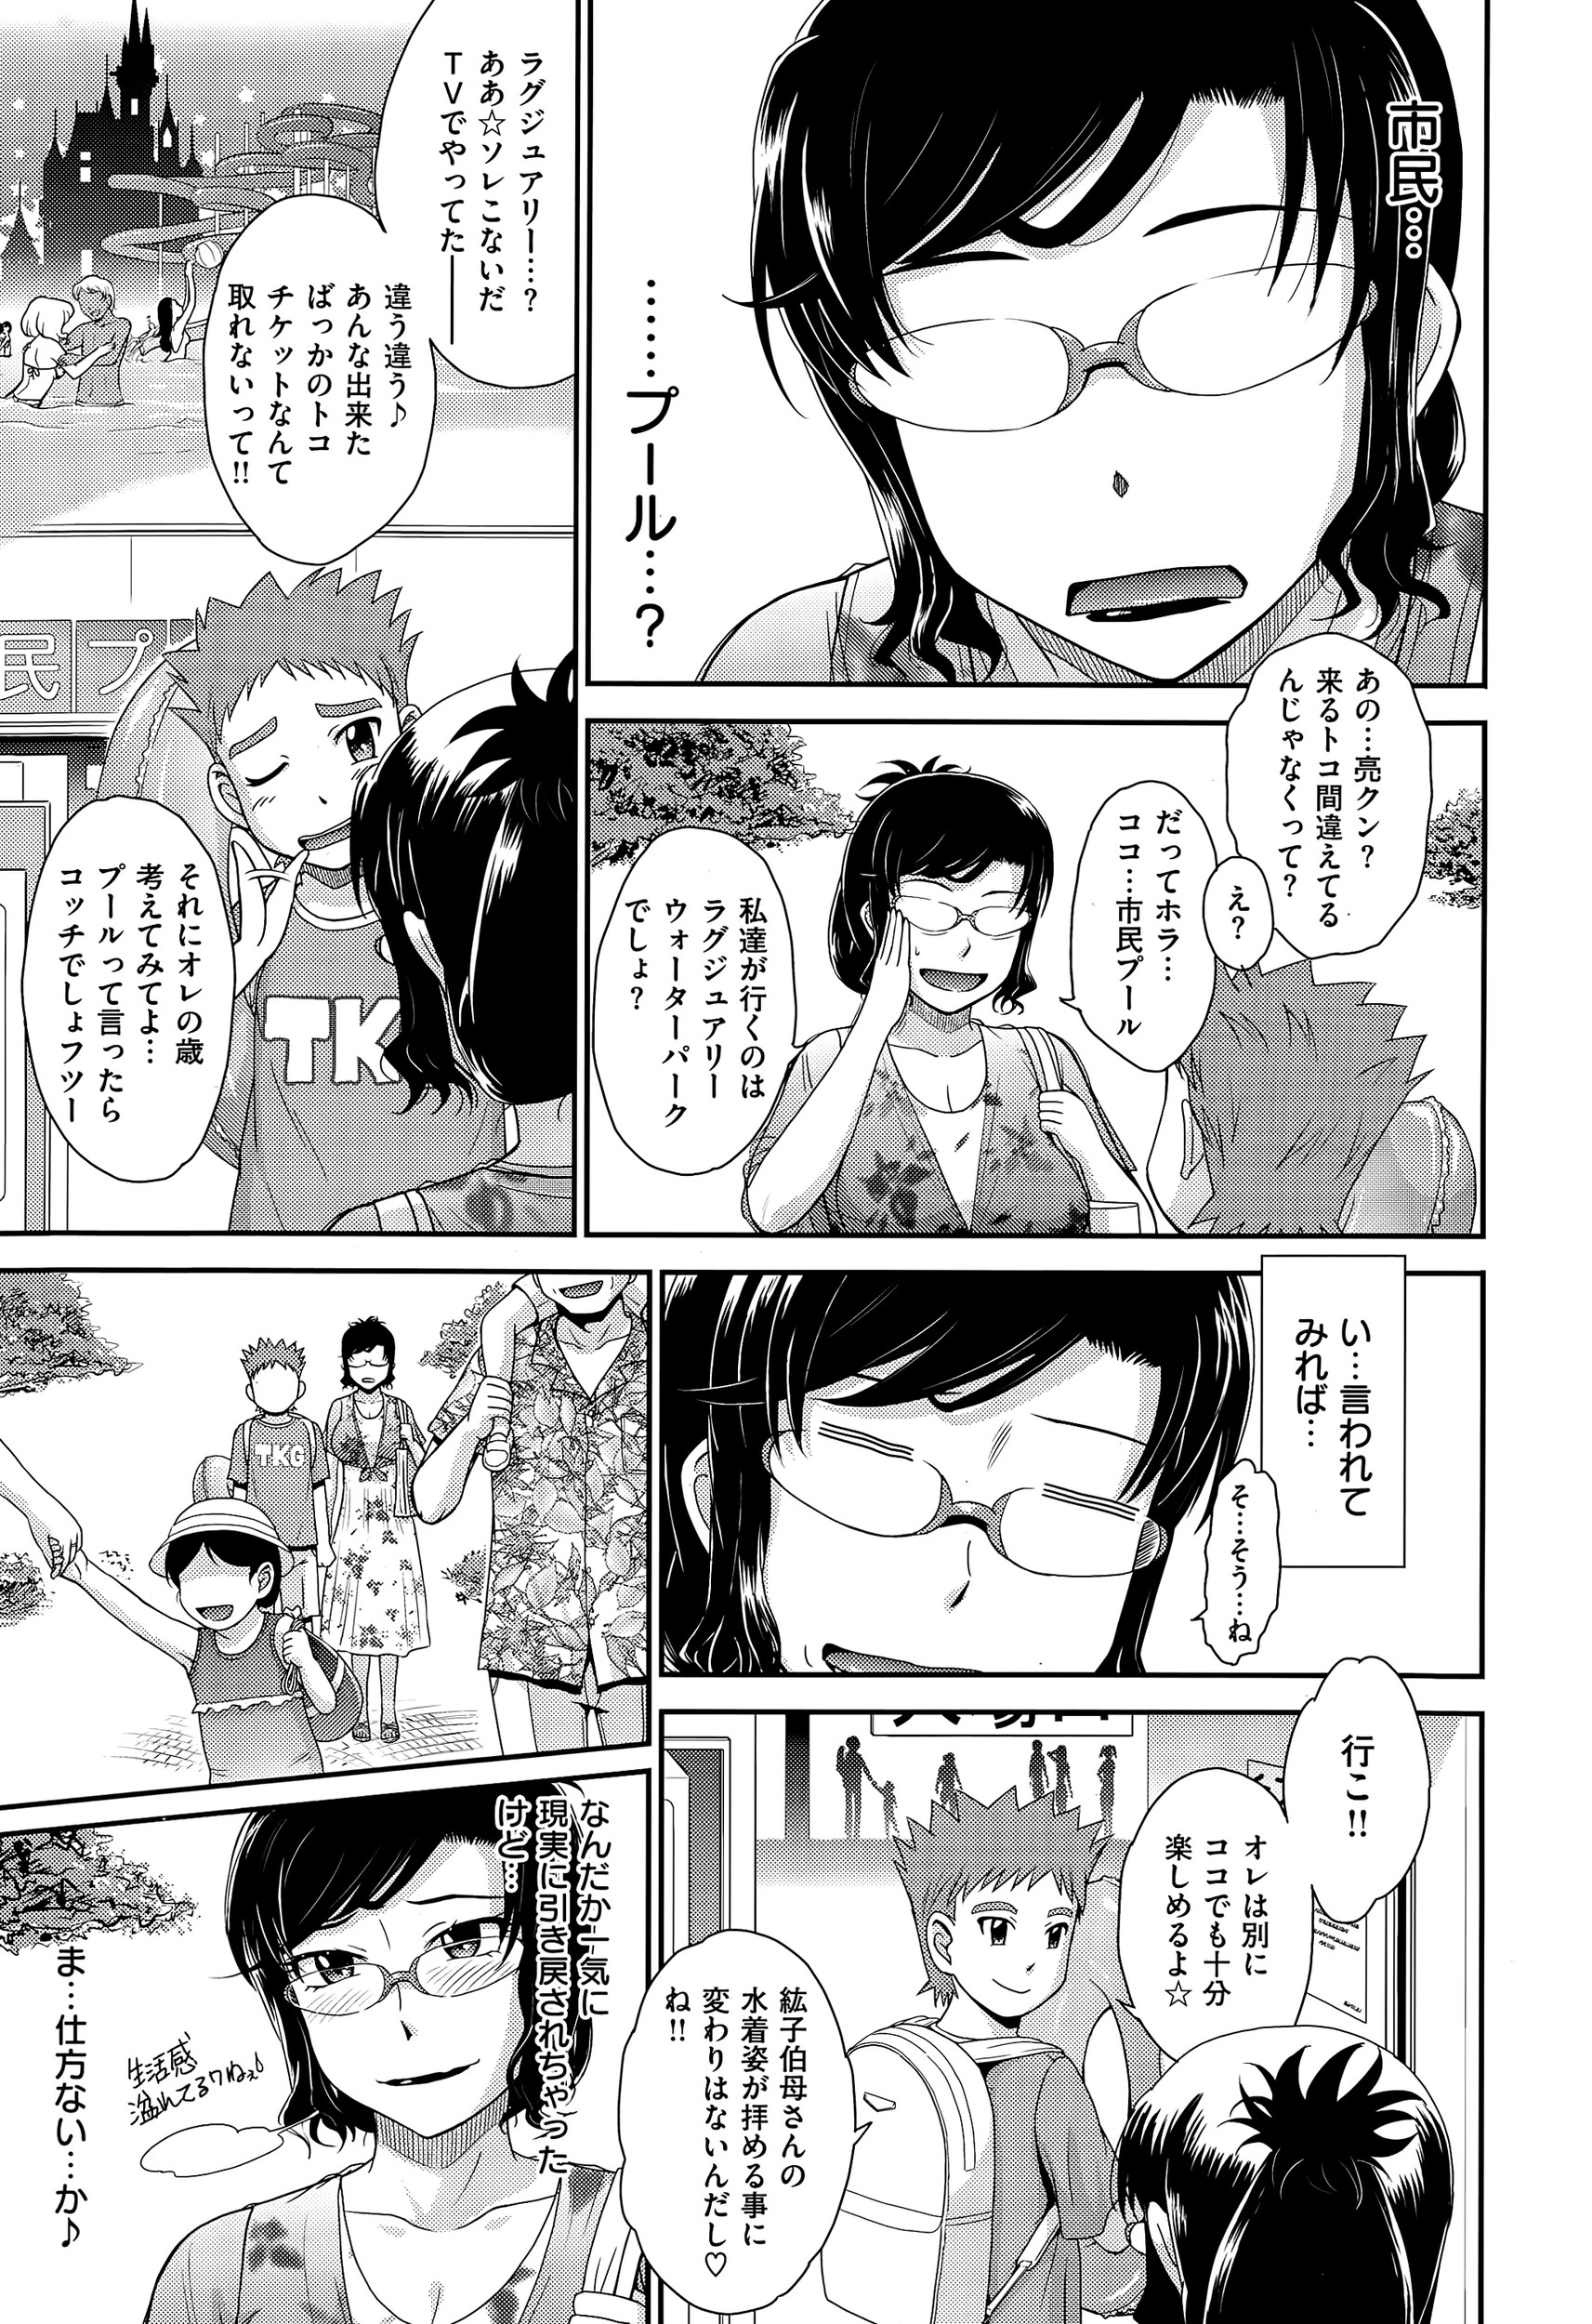 市民…
……プール…?
あの…亮クン?
来るトコ間違えてる
んじゃなくって?
え?
だってホラ…
ココ…市民プール
私達が行くのは
ラグジュアリー
ウォーターパーク
でしょ?
ラグジュアリー…?
ああ☆ソレこないだ
TVでやってた――
違う違う♪
あんな出来た
ばっかのトコ
チケットなんて
取れないって!!
民プ
TK
それにオレの歳
考えてみてよ…
プールって言ったら
コッチでしょフツー
い…言われて
みれば…
そ…そう…ね
TKG
行こ!!
オレは別に
ココでも十分
楽しめるよ☆
紘子伯母さんの
水着姿が拝める事に
変わりはないんだし♡
ね!!
なんだか一気に
現実に引き戻されちゃった
けど…
生活感
溢れてるワねぇ♪
ま…仕方ない…か♪